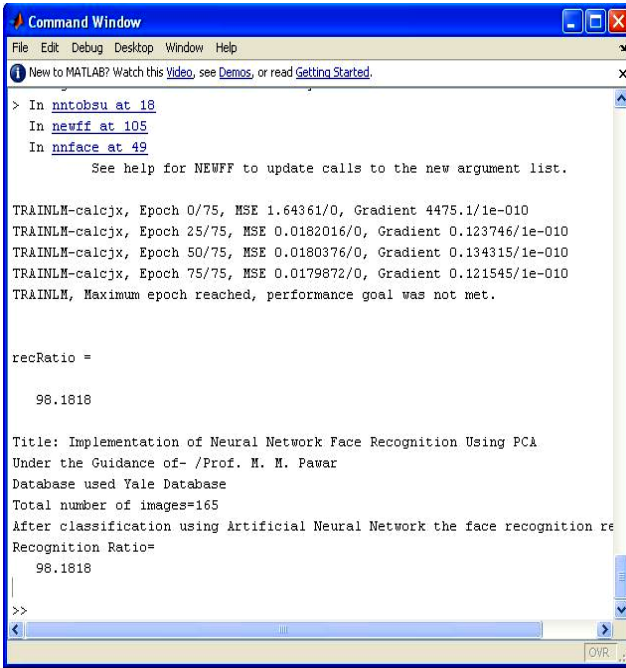 Command Window
File Edit Debug Desktop Window Help
New to MATLAB? Watch this Video, see Demos, or read Getting Started.
> In nntobsu at 18
In newff at 105
In nnface at 49
See help for NEWFF to update calls to the new argument list.
TRAINLM-calcjx, Epoch 0/75, MSE 1.64361/0, Gradient 4475.1/1e-010
TRAINLM-calcjx, Epoch 25/75, MSE 0.0182016/0, Gradient 0.123746/1e-010
TRAINLM-calcjx, Epoch 50/75, MSE 0.0180376/0, Gradient 0.134315/1e-010
TRAINLM-calcjx, Epoch 75/75, MSE 0.0179872/0, Gradient 0.121545/1e-010
TRAINLM, Maximum epoch reached, performance goal was not met.
recRatio =
98.1818
Title: Implementation of Neural Network Face Recognition Using PCA
Under the Guidance of- /Prof. M. M. Pawar
Database used Yale Database
Total number of images=165
After classification using Artificial Neural Network the face recognition re
Recognition Ratio=
98.1818
>>
OVR